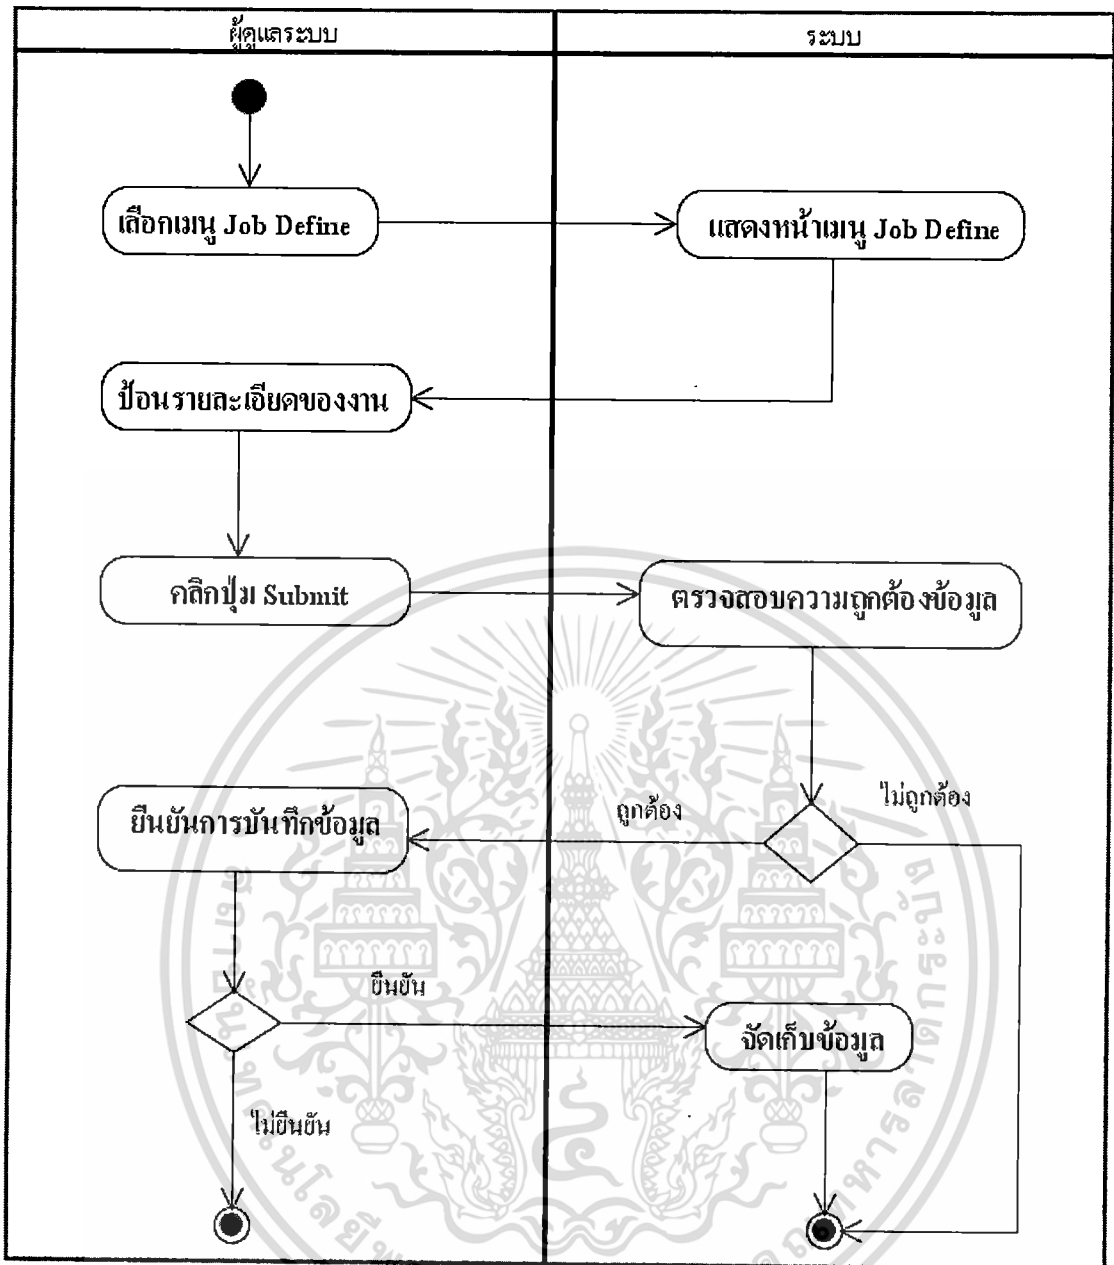 ผู้ดูแลระบบ
ระบบ
เลือกเมนู Job Define
แสดงหน้าเมนู Job Define
ป้อนรายละเอียดของงาน
คลิกปุ่ม Submit
ตรวจสอบความถูกต้องข้อมูล
ยืนยันการบันทึกข้อมูล
ถูกต้อง
ไม่ถูกต้อง
ยืนยัน
จัดเก็บข้อมูล
ไม่ยืนยัน